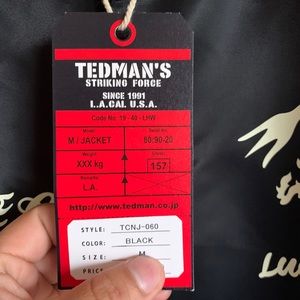 TEDMAN'S
STRIKING FORCE
SINCE 1991
L.A.CAL. U.S.A.
Code No. 19-40-LHW
Model
M/JACKET
Serial No.
80:90-20
Weight
XXX kg
157
Remarks
L.A.
www.tedman.co.jp
STYLE: TCNJ-060
COLOR: BLACK
SIZE: M
PRICE: